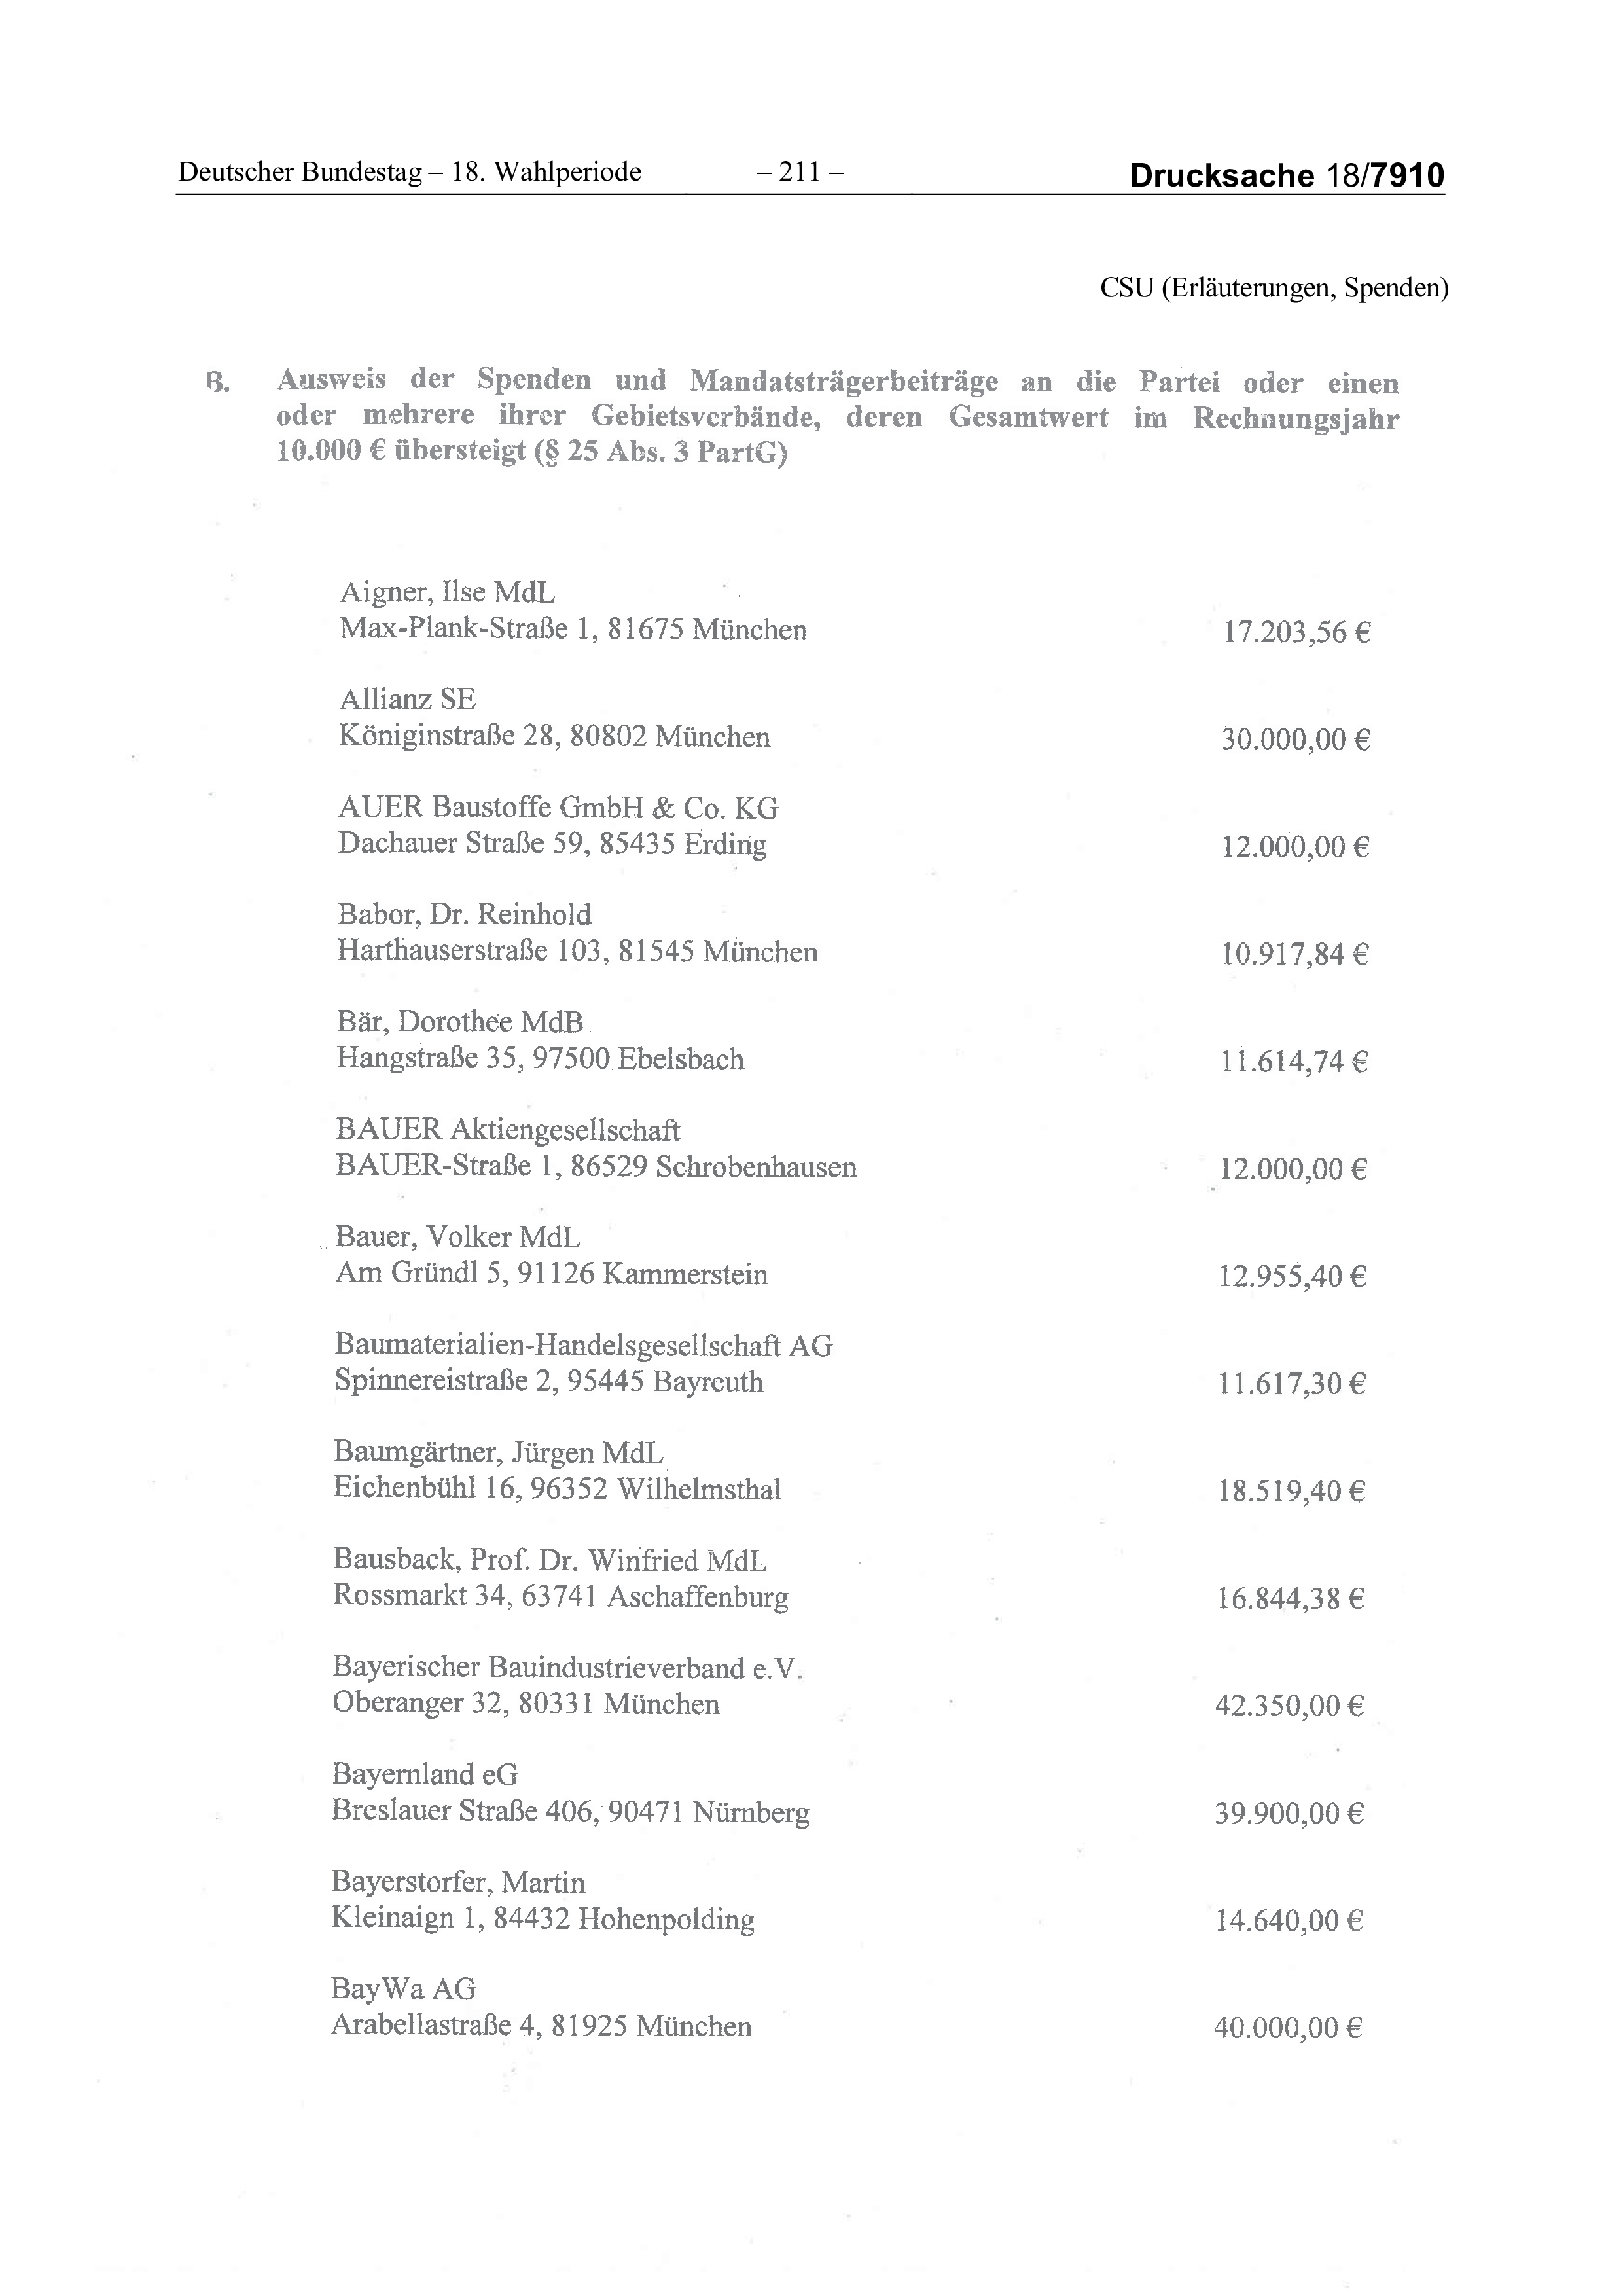 Deutscher Bundestag – 18. Wahlperiode – 211 – Drucksache 18/7910
CSU (Erläuterungen, Spenden)
B. Ausweis der Spenden und Mandatsträgerbeiträge an die Partei oder einen
oder mehrere ihrer Gebietsverbände, deren Gesamtwert im Rechnungsjahr
10.000 € übersteigt (§ 25 Abs. 3 PartG)
Aigner, Ilse MdL
Max-Plank-Straße 1, 81675 München 17.203,56 €
Allianz SE
Königinstraße 28, 80802 München 30.000,00 €
AUER Baustoffe GmbH & Co. KG
Dachauer Straße 59, 85435 Erding 12.000,00 €
Babor, Dr. Reinhold
Harthauserstraße 103, 81545 München 10.917,84 €
Bär, Dorothee MdB
Hangstraße 35, 97500 Ebelsbach 11.614,74 €
BAUER Aktiengesellschaft
BAUER-Straße 1, 86529 Schrobenhausen 12.000,00 €
Bauer, Volker MdL
Am Gründl 5, 91126 Kammerstein 12.955,40 €
Baumaterialien-Handelsgesellschaft AG
Spinnereistraße 2, 95445 Bayreuth 11.617,30 €
Baumgärtner, Jürgen MdL
Eichenbühl 16, 96352 Wilhelmsthal 18.519,40 €
Bausback, Prof. Dr. Winfried MdL
Rossmarkt 34, 63741 Aschaffenburg 16.844,38 €
Bayerischer Bauindustrieverband e.V.
Oberanger 32, 80331 München 42.350,00 €
Bayernland eG
Breslauer Straße 406, 90471 Nürnberg 39.900,00 €
Bayerstorfer, Martin
Kleinaign 1, 84432 Hohenpolding 14.640,00 €
BayWa AG
Arabellastraße 4, 81925 München 40.000,00 €